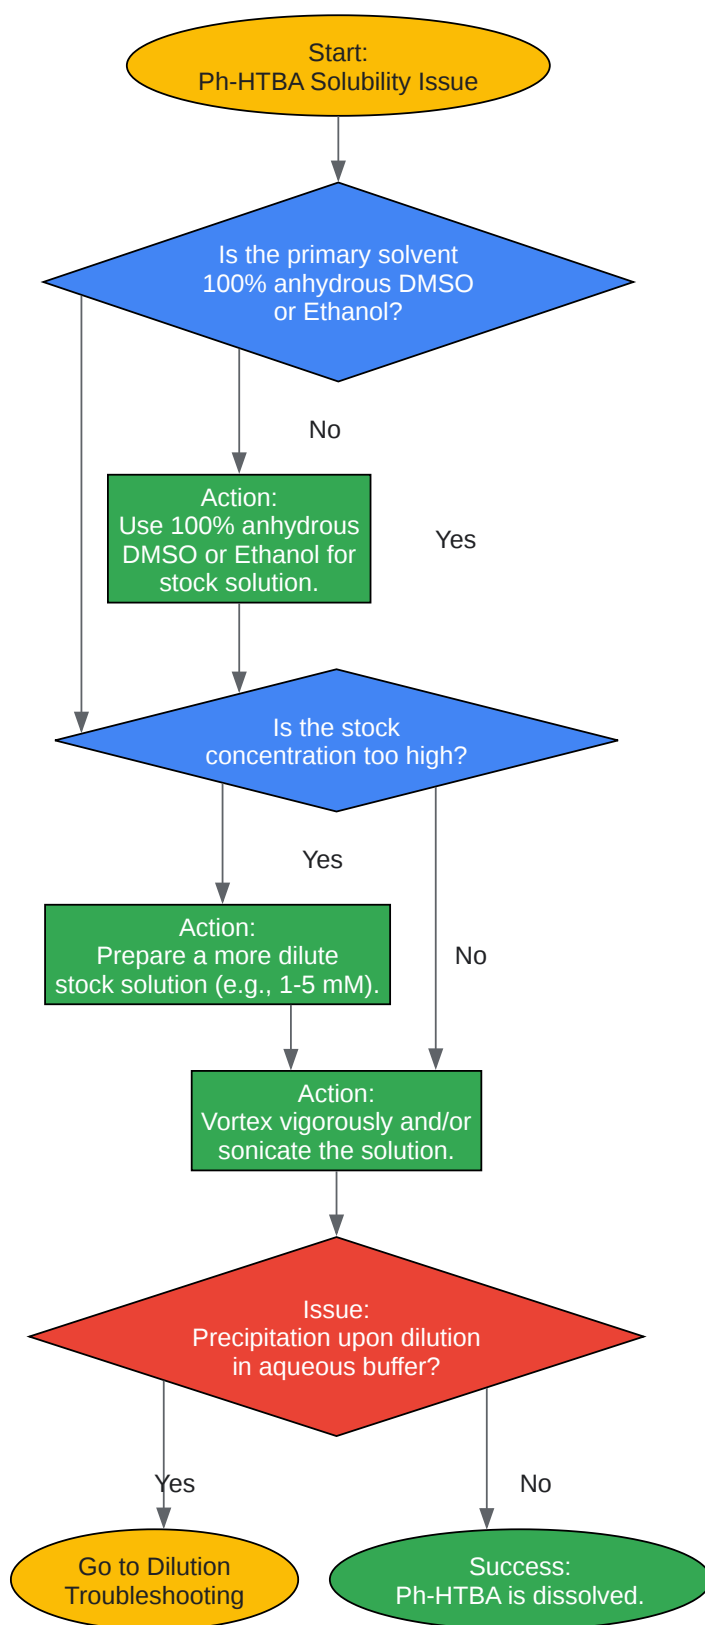 Start:
Ph-HTBA Solubility Issue
Is the primary solvent
100% anhydrous DMSO
or Ethanol?
No
Action:
Use 100% anhydrous
DMSO or Ethanol for
stock solution.
Yes
Is the stock
concentration too high?
Yes
Action:
Prepare a more dilute
stock solution (e.g., 1-5 mM).
No
Action:
Vortex vigorously and/or
sonicate the solution.
Issue:
Precipitation upon dilution
in aqueous buffer?
Yes
No
Go to Dilution
Troubleshooting
Success:
Ph-HTBA is dissolved.